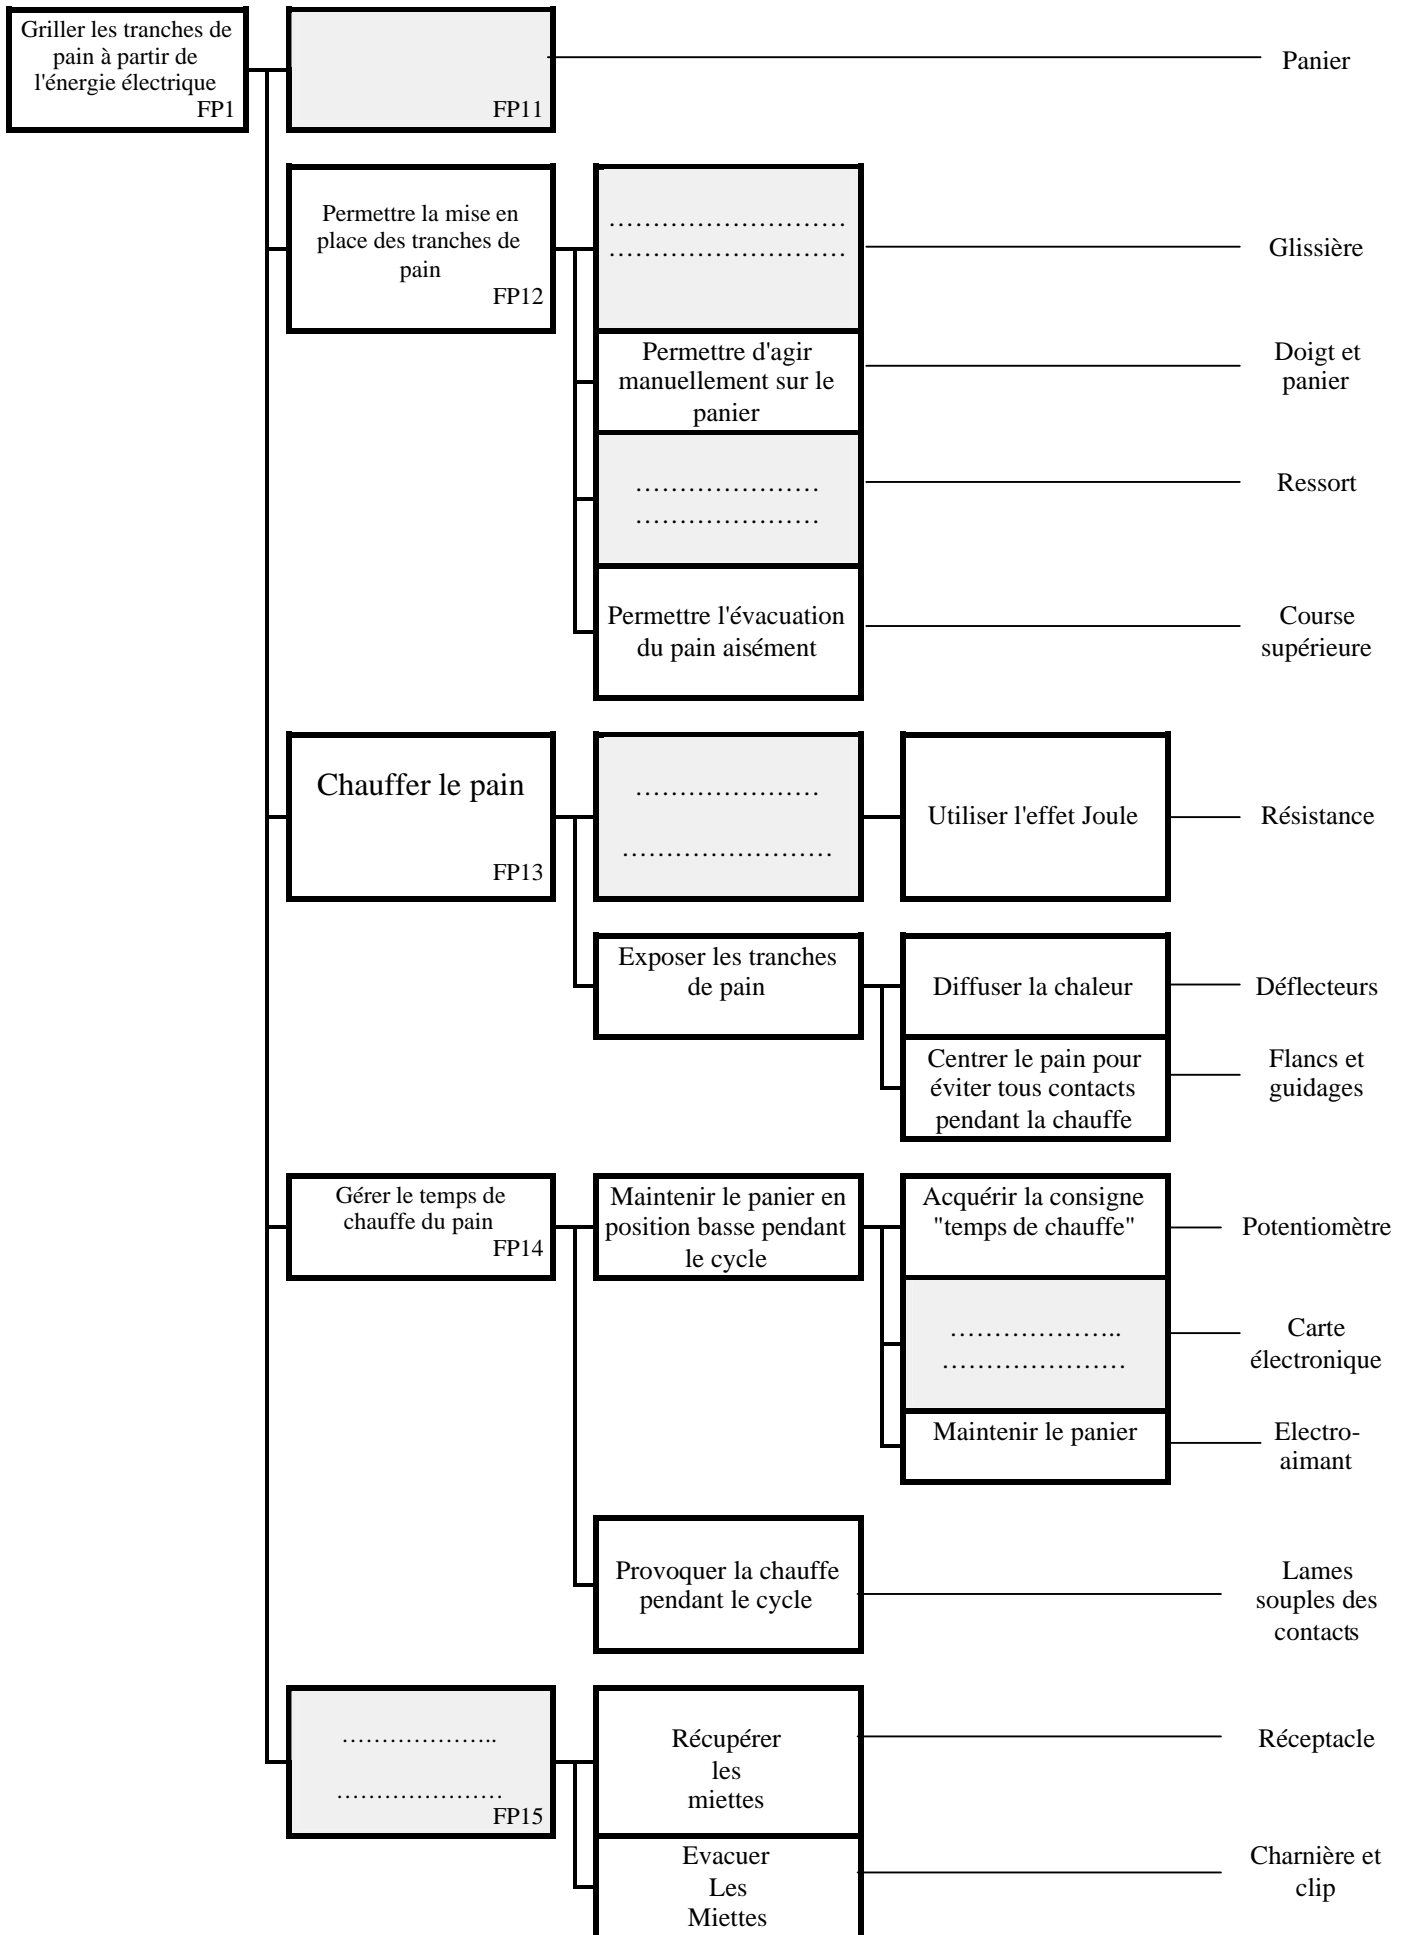 Griller les tranches de
pain à partir de
l'énergie électrique
FP1
FP11
Panier
Permettre la mise en
place des tranches de
pain
FP12
………………………
………………………
Glissière
Permettre d'agir
manuellement sur le
panier
Doigt et
panier
…………………
…………………
Ressort
Permettre l'évacuation
du pain aisément
Course
supérieure
Chauffer le pain
FP13
…………………
……………………
Utiliser l'effet Joule
Résistance
Exposer les tranches
de pain
Diffuser la chaleur
Déflecteurs
Centrer le pain pour
éviter tous contacts
pendant la chauffe
Flancs et
guidages
Gérer le temps de
chauffe du pain
FP14
Maintenir le panier en
position basse pendant
le cycle
Acquérir la consigne
"temps de chauffe"
Potentiomètre
………………..
…………………
Carte
électronique
Maintenir le panier
Electro-
aimant
Provoquer la chauffe
pendant le cycle
Lames
souples des
contacts
………………..
…………………
FP15
Récupérer
les
miettes
Réceptacle
Evacuer
Les
Miettes
Charnière et
clip